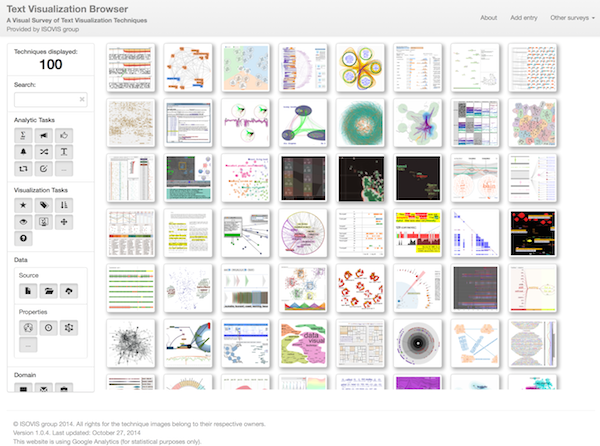 Text Visualization Browser
A Visual Survey of Text Visualization Techniques
Provided by ISOVIS group
About
Add entry
Other surveys
Techniques displayed:
100
Search:
Analytic Tasks
Visualization Tasks
Data
Source
Properties
Domain
© ISOVIS group 2014. All rights for the technique images belong to their respective owners.
Version 1.0.4. Last updated: October 27, 2014
This website is using Google Analytics (for statistical purposes only).